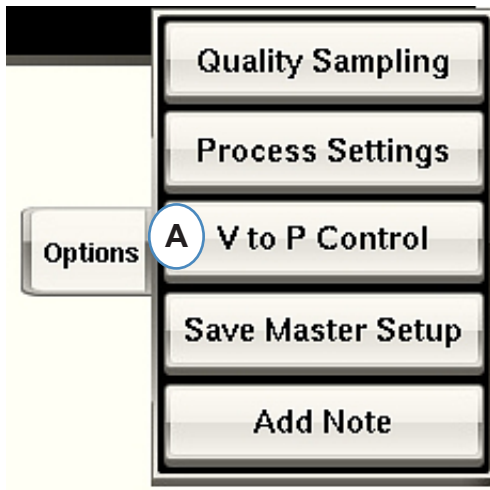 Quality Sampling
Process Settings
Options
A
V to P Control
Save Master Setup
Add Note